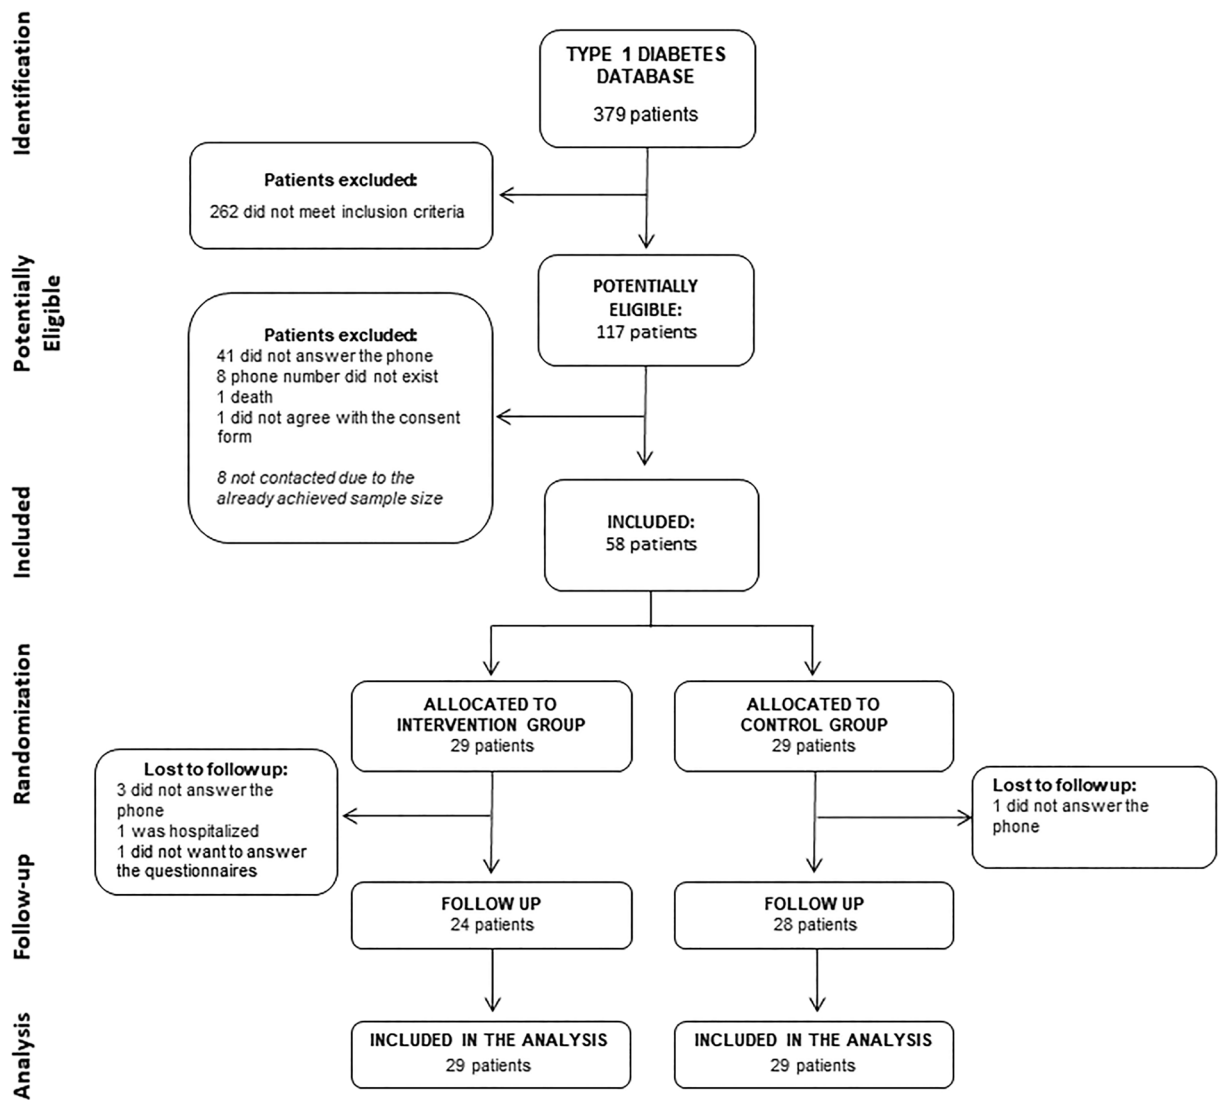 Identification
TYPE 1 DIABETES
DATABASE
379 patients
Patients excluded:
262 did not meet inclusion criteria
Potentially
Eligible
POTENTIALLY
ELIGIBLE:
117 patients
Patients excluded:
41 did not answer the phone
8 phone number did not exist
1 death
1 did not agree with the consent
form
8 not contacted due to the
already achieved sample size
Included
INCLUDED:
58 patients
Randomization
ALLOCATED TO
INTERVENTION GROUP
29 patients
ALLOCATED TO
CONTROL GROUP
29 patients
Lost to followup:
3 did not answer the
phone
1 was hospitalized
1 did not want to answer
the questionnaires
Lost to followup:
1 did not answer the
phone
Follow-up
FOLLOW UP
24 patients
FOLLOW UP
28 patients
Analysis
INCLUDED IN THE ANALYSIS
29 patients
INCLUDED IN THE ANALYSIS
29 patients